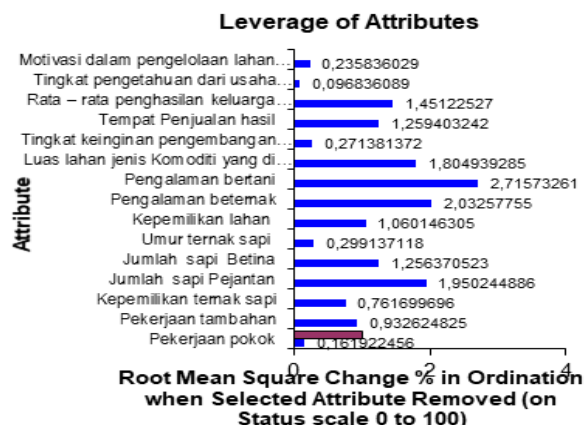 Leverage of Attributes
Motivasi dalam pengelolaan lahan... 0,235836029
Tingkat pengetahuan dari usaha... 0,096836089
Rata – rata penghasilan keluarga... 1,45122527
Tempat Penjualan hasil 1,259403242
Tingkat keinginan pengembangan... 0,271381372
Luas lahan jenis Komoditi yang di... 1,804939285
Pengalaman bertani 2,71573261
Pengalaman beternak 2,03257755
Kepemilikan lahan 1,060146305
Umur ternak sapi 0,299137118
Jumlah sapi Betina 1,256370523
Jumlah sapi Pejantan 1,950244886
Kepemilikan ternak sapi 0,761699696
Pekerjaan tambahan 0,932624825
Pekerjaan pokok 0,161922456
Attribute
0 2 4
Root Mean Square Change % in Ordination
when Selected Attribute Removed (on
Status scale 0 to 100)